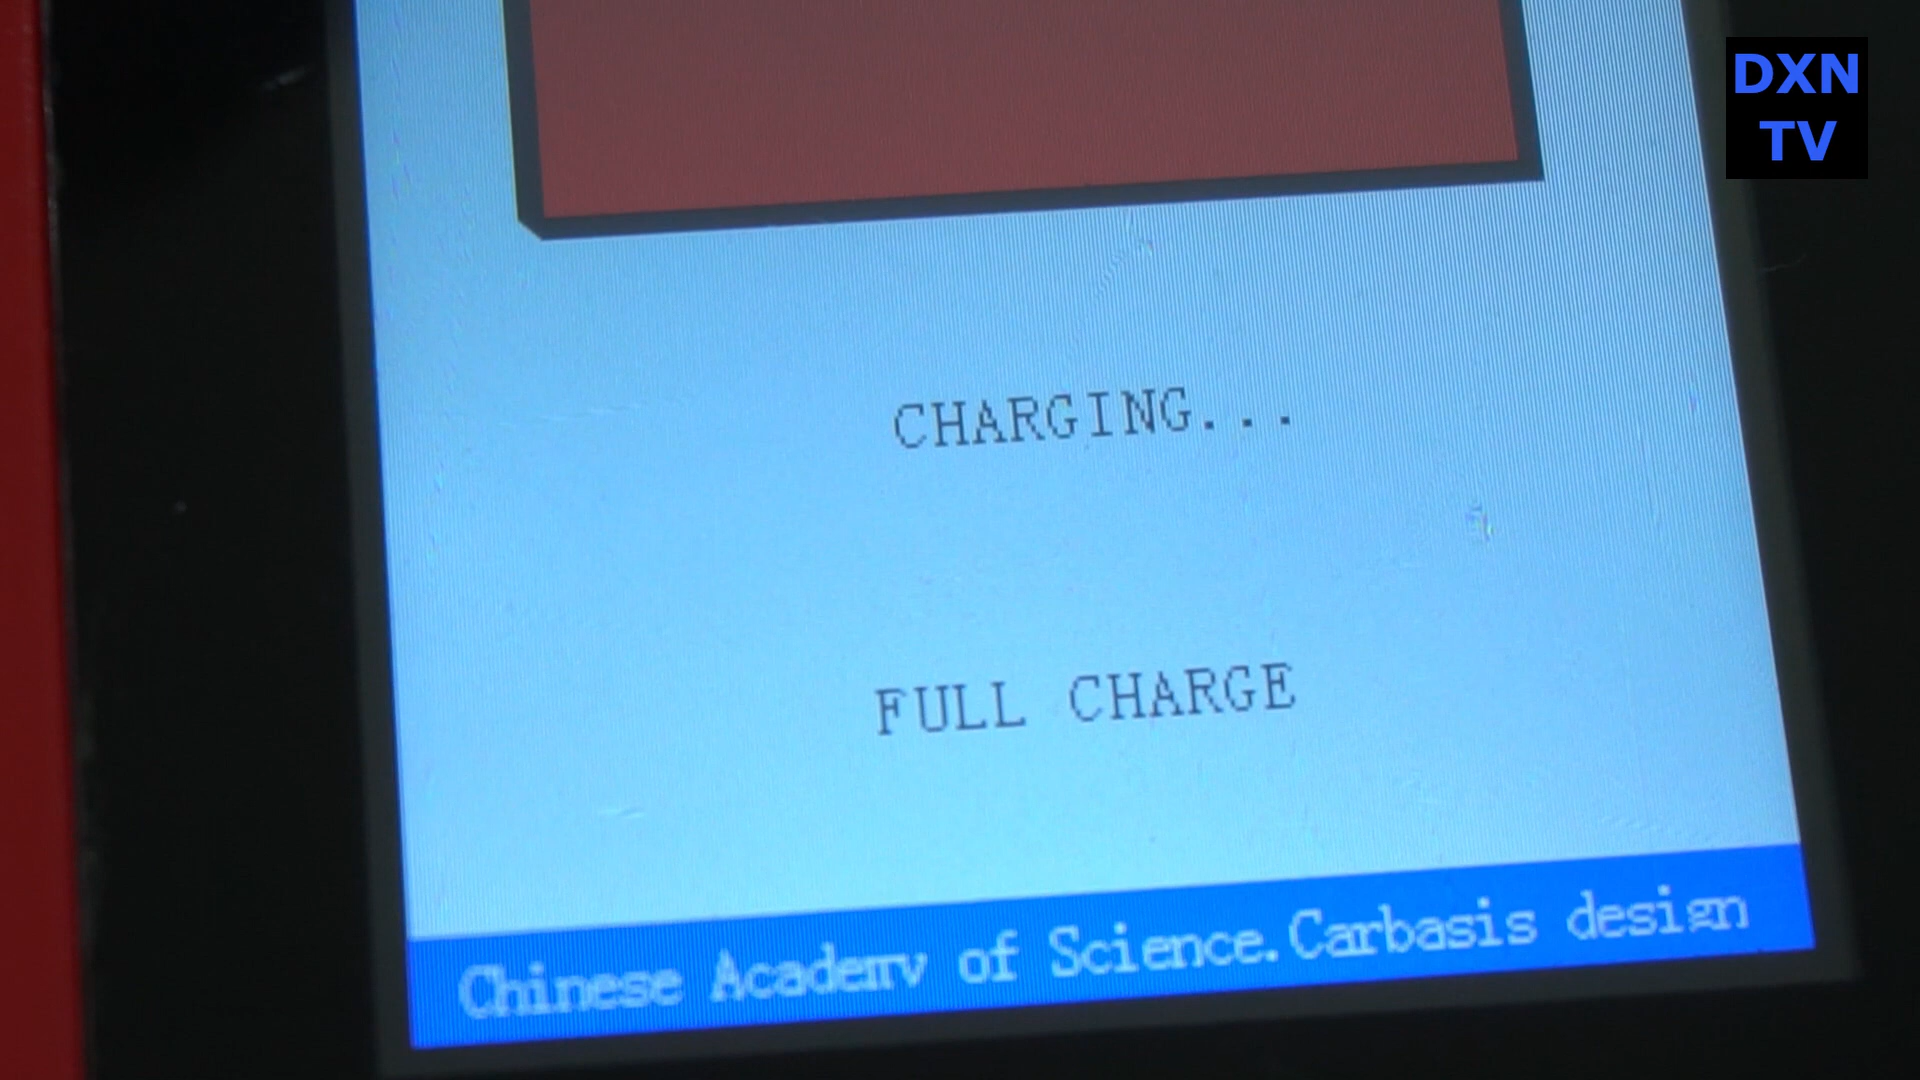 DXN
TV
CHARGING...
FULL CHARGE
Chinese Academy of Science.Carbasis design